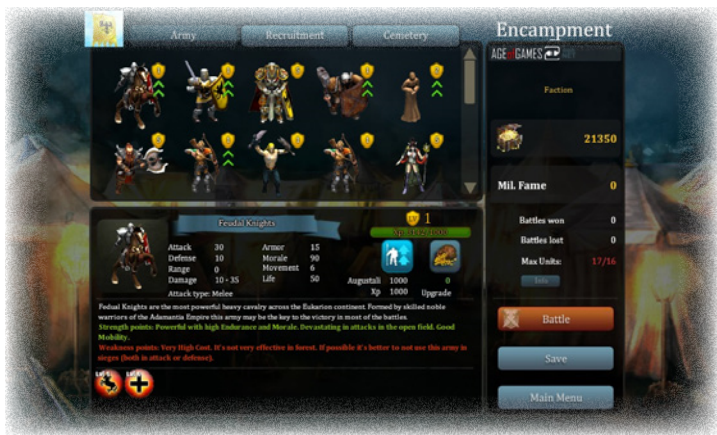 Army
Recruitment
Cemetery
Encampment
AGE of GAMES
Faction
21350
Mil. Fame 0
Battles won 0
Battles lost 0
Max Units: 17/16
Info
Battle
Save
Main Menu
Feudal Knights
LV 1
Attack 30
Defense 10
Range 0
Damage 10-35
Attack type: Melee
Armor 15
Morale 90
Movement 6
Life 50
Augustali 1000
Xp 1000
0
Upgrade
Fedual Knights are the most powerful heavy cavalry across the Eukarion continent. Formed by skilled noble
warriors of the Adamantia Empire this army may be the key to the victory in most of the battles.
Strength points: Powerful with high Endurance and Morale. Devastating in attacks in the open field. Good
Mobility.
Weakness points: Very High Cost. It's not very effective in forest. If possible it's better to not use this army in
sieges (both in attack or defense).